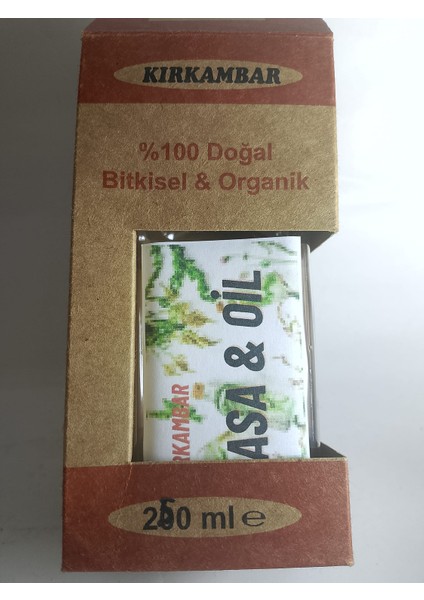 KIRKAMBAR
%100 Doğal
Bitkisel & Organik
RKAMBAR
ASA & OİL
250 ml ℮